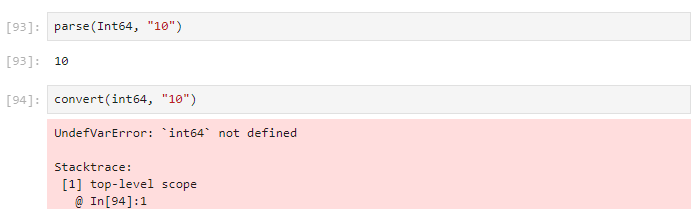 [93]: parse(Int64, "10")
[93]: 10
[94]: convert(int64, "10")
UndefVarError: `int64` not defined
Stacktrace:
[1] top-level scope
@ In[94]:1